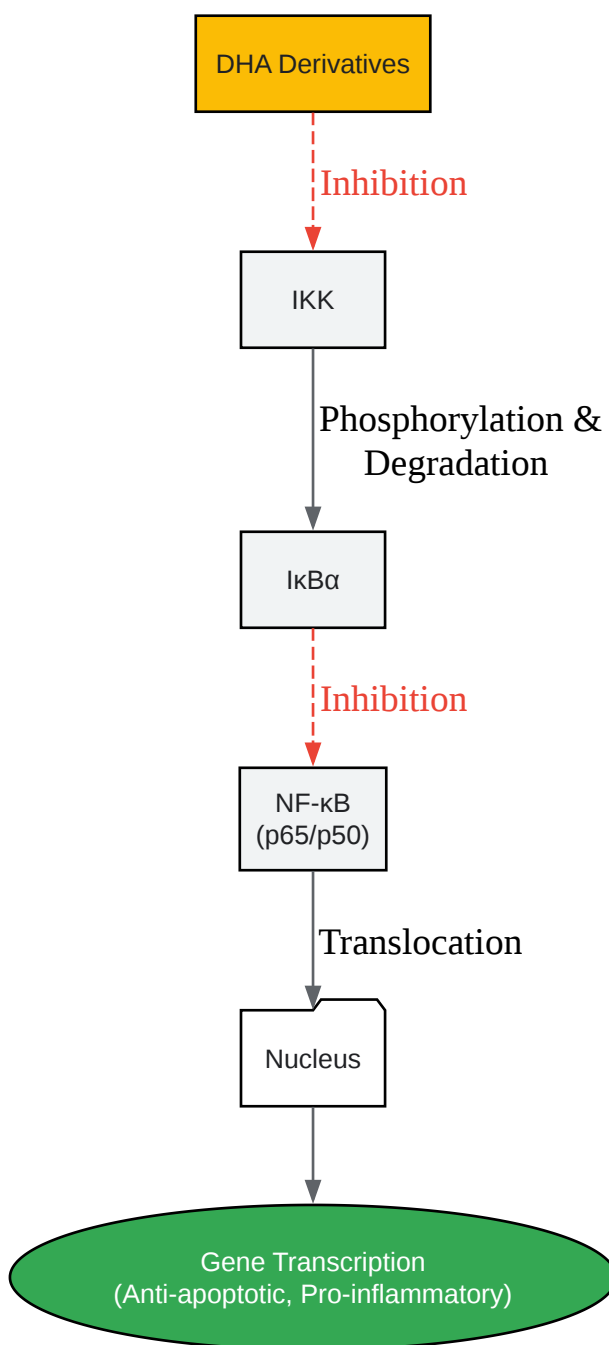 DHA Derivatives
Inhibition
IKK
Phosphorylation &
Degradation
IκBα
Inhibition
NF-κB
(p65/p50)
Translocation
Nucleus
Gene Transcription
(Anti-apoptotic, Pro-inflammatory)